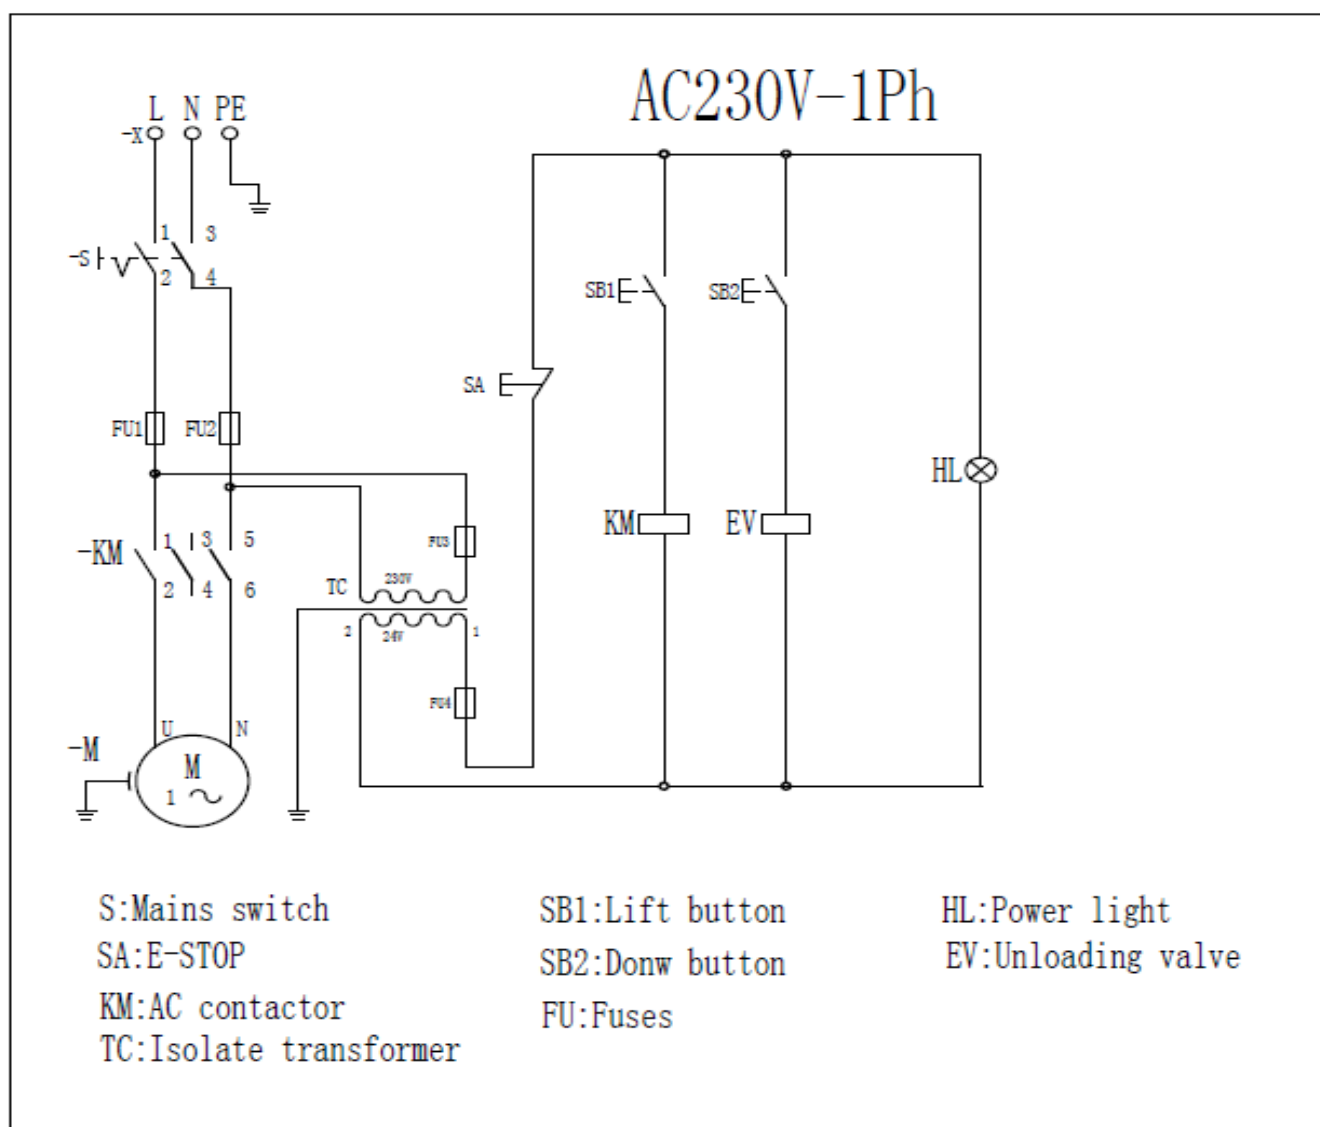 AC230V-1Ph
L N PE
-X
1 3
-S
2 4
SB1
SB2
SA
FU1
FU2
HL
KM
EV
-KM
1 3 5
2 4 6
FU3
TC
230V
2
24V
1
FU4
U N
-M
M
1
S:Mains switch
SA:E-STOP
KM:AC contactor
TC:Isolate transformer
SB1:Lift button
SB2:Donw button
FU:Fuses
HL:Power light
EV:Unloading valve